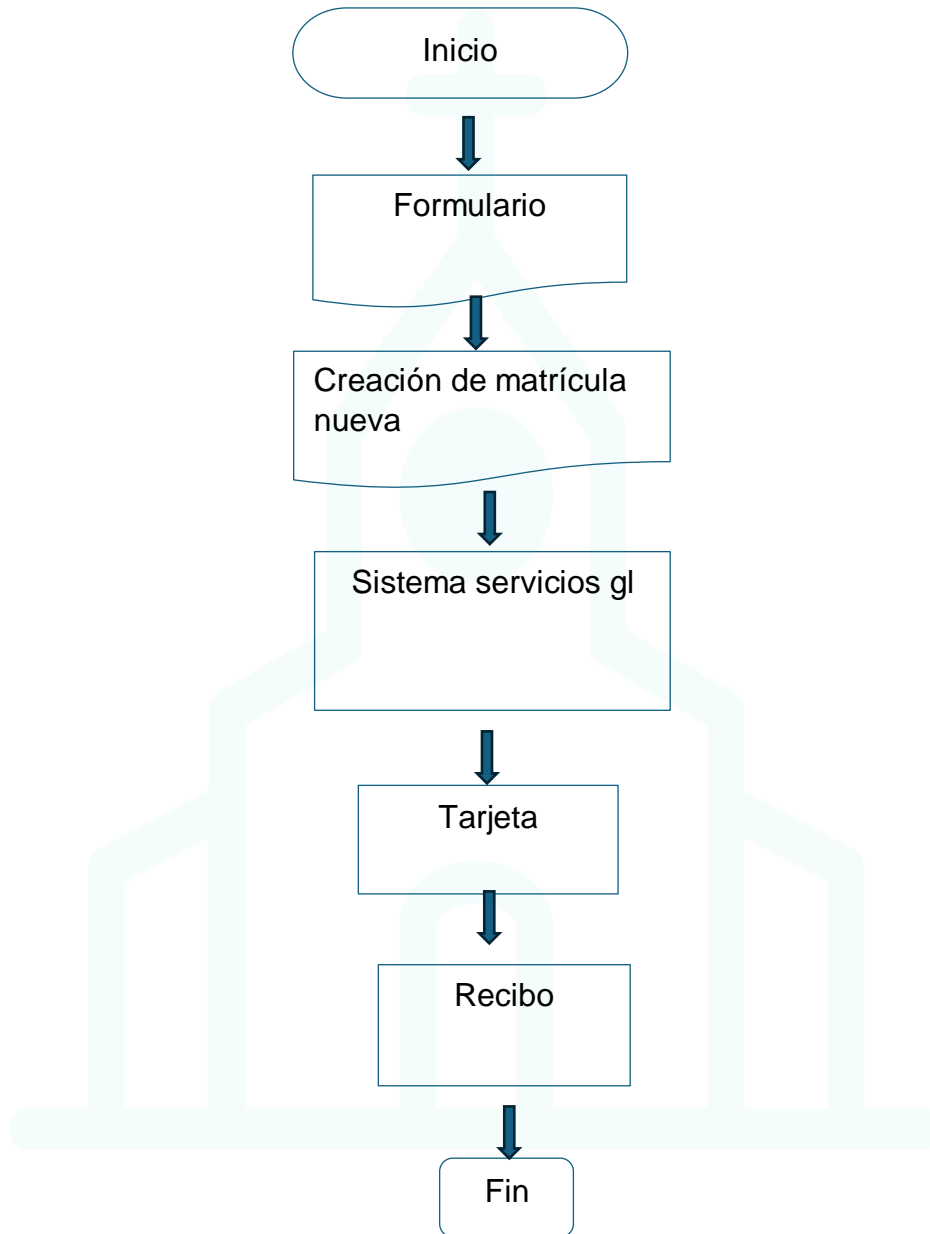 Inicio
Formulario
Creación de matrícula
nueva
Sistema servicios gl
Tarjeta
Recibo
Fin